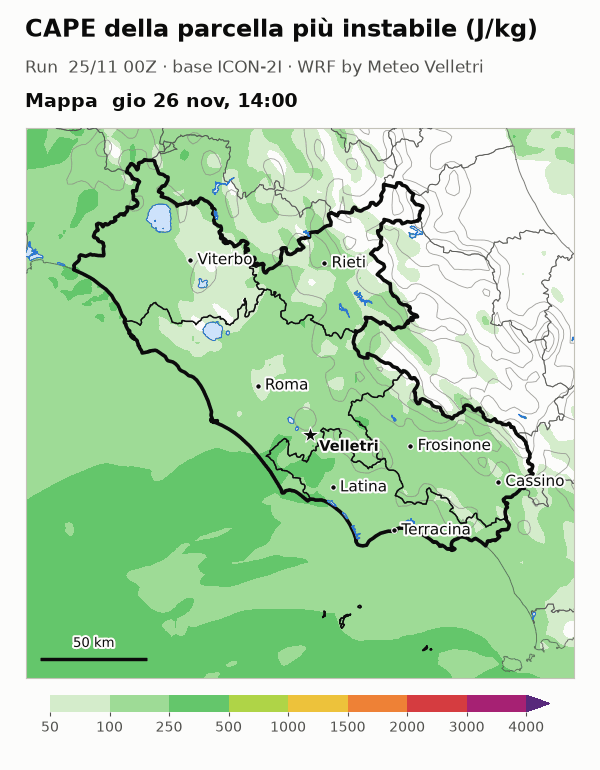 CAPE della parcella più instabile (J/kg)
Run  25/11 00Z · base ICON-2I · WRF by Meteo Velletri
Mappa  gio 26 nov, 14:00
Viterbo
Rieti
Roma
Velletri
Frosinone
Latina
Cassino
Terracina
50 km
50 100 250 500 1000 1500 2000 3000 4000